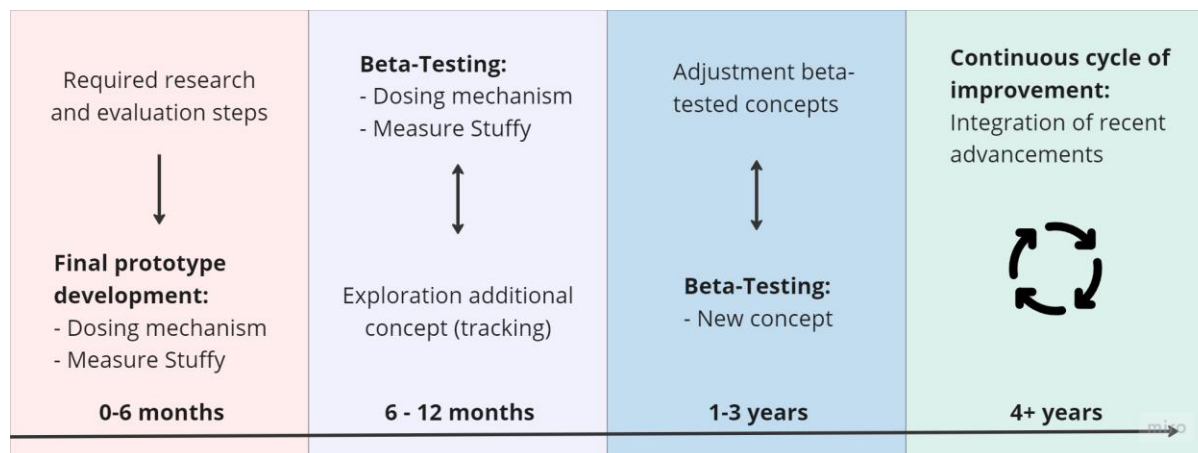 Required research
and evaluation steps
Final prototype
development:
- Dosing mechanism
- Measure Stuffy
0-6 months
Beta-Testing:
- Dosing mechanism
- Measure Stuffy
Exploration additional
concept (tracking)
6 - 12 months
Adjustment beta-
tested concepts
Beta-Testing:
- New concept
1-3 years
Continuous cycle of
improvement:
Integration of recent
advancements
4+ years
miro